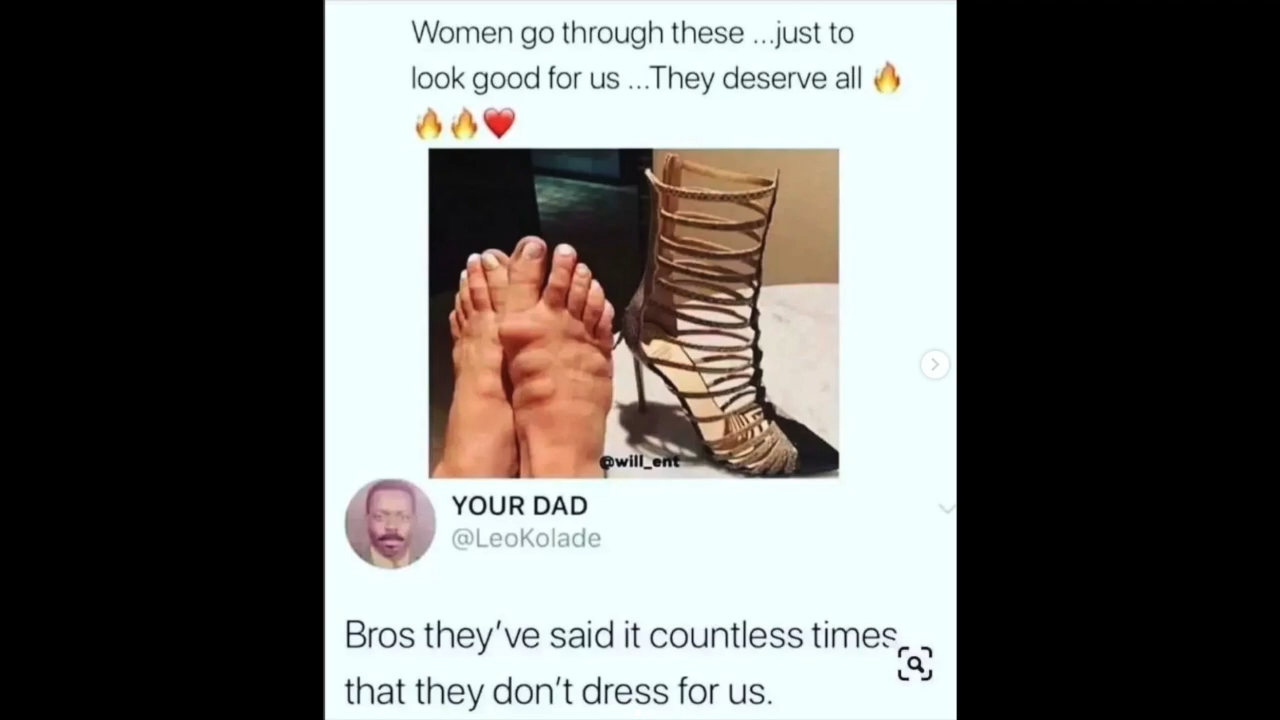 Women go through these ...just to
look good for us ...They deserve all 🔥
🔥🔥❤️
@will_ent
YOUR DAD
@LeoKolade
Bros they've said it countless times
that they don't dress for us.